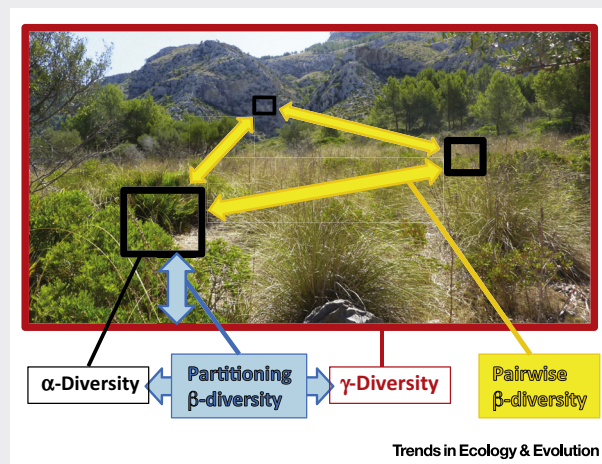 α-Diversity
Partitioning
β-diversity
γ-Diversity
Pairwise
β-diversity
Trends in Ecology & Evolution